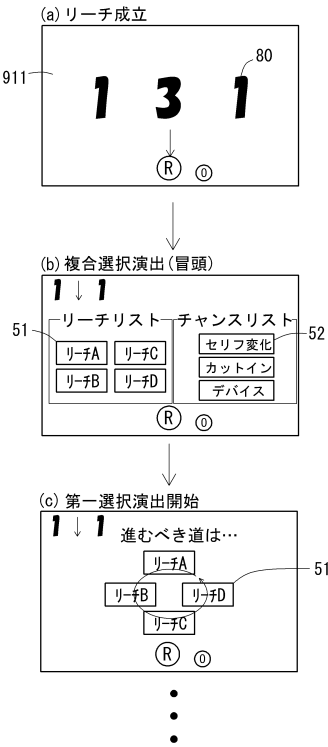 (a) リーチ成立
80
911
1 3 1
↓
R 0
(b) 複合選択演出(冒頭)
1 ↓ 1
51
リーチリスト チャンスリスト
52
リーチA リーチC セリフ変化
リーチB リーチD カットイン
デバイス
R 0
(c) 第一選択演出開始
1 ↓ 1
進むべき道は…
リーチA
51
リーチB リーチD
リーチC
R 0